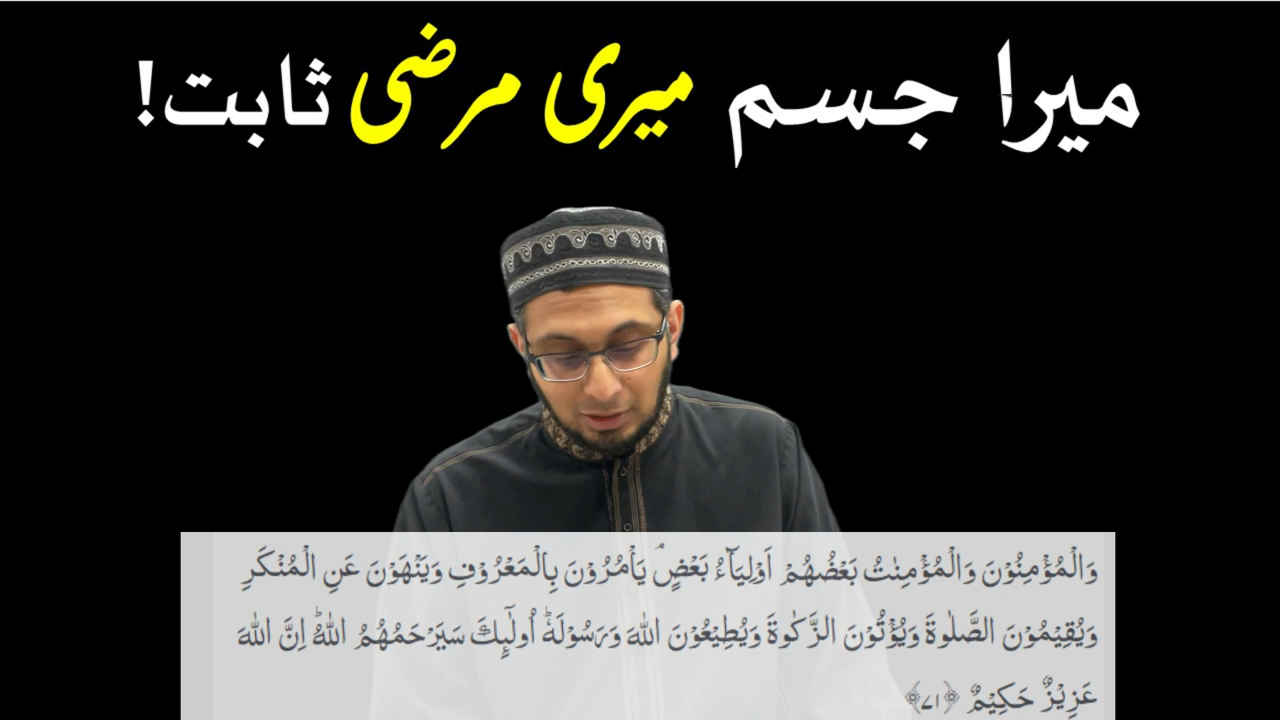 میرا جسم میری مرضی ثابت!
وَالْمُؤْمِنُوْنَ وَالْمُؤْمِنٰتُ بَعْضُهُمْ اَوْلِيَآءُ بَعْضٍۘ يَاْمُرُوْنَ بِالْمَعْرُوْفِ وَيَنْهَوْنَ عَنِ الْمُنْكَرِ
وَيُقِيْمُوْنَ الصَّلٰوةَ وَيُؤْتُوْنَ الزَّكٰوةَ وَيُطِيْعُوْنَ اللّٰهَ وَرَسُوْلَهٗؕ اُولٰٓئِكَ سَيَرْحَمُهُمُ اللّٰهُؕ اِنَّ اللّٰهَ
عَزِيْزٌ حَكِيْمٌ ﴿۷۱﴾